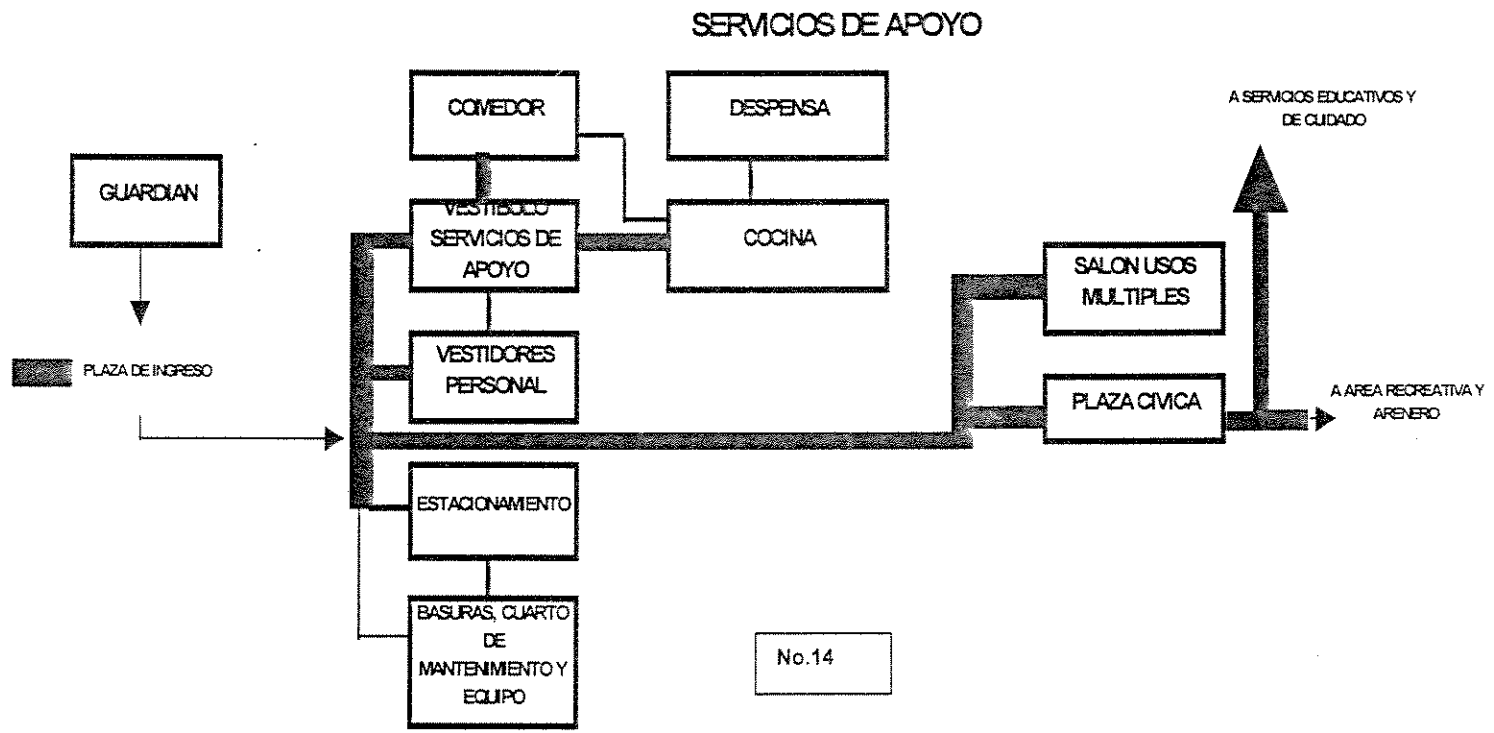 SERVICIOS DE APOYO
COMEDOR
DESPENSA
A SERVICIOS EDUCATIVOS Y
DE CUIDADO
GUARDIAN
VESTIBOLO
SERVICIOS DE
APOYO
COCINA
SALON USOS
MULTIPLES
VESTIDORES
PERSONAL
PLAZA DE INGRESO
PLAZA CIVICA
A AREA RECREATIVA Y
ARENERO
ESTACIONAMIENTO
BASURAS, CUARTO
DE
MANTENIMIENTO Y
EQUIPO
No.14